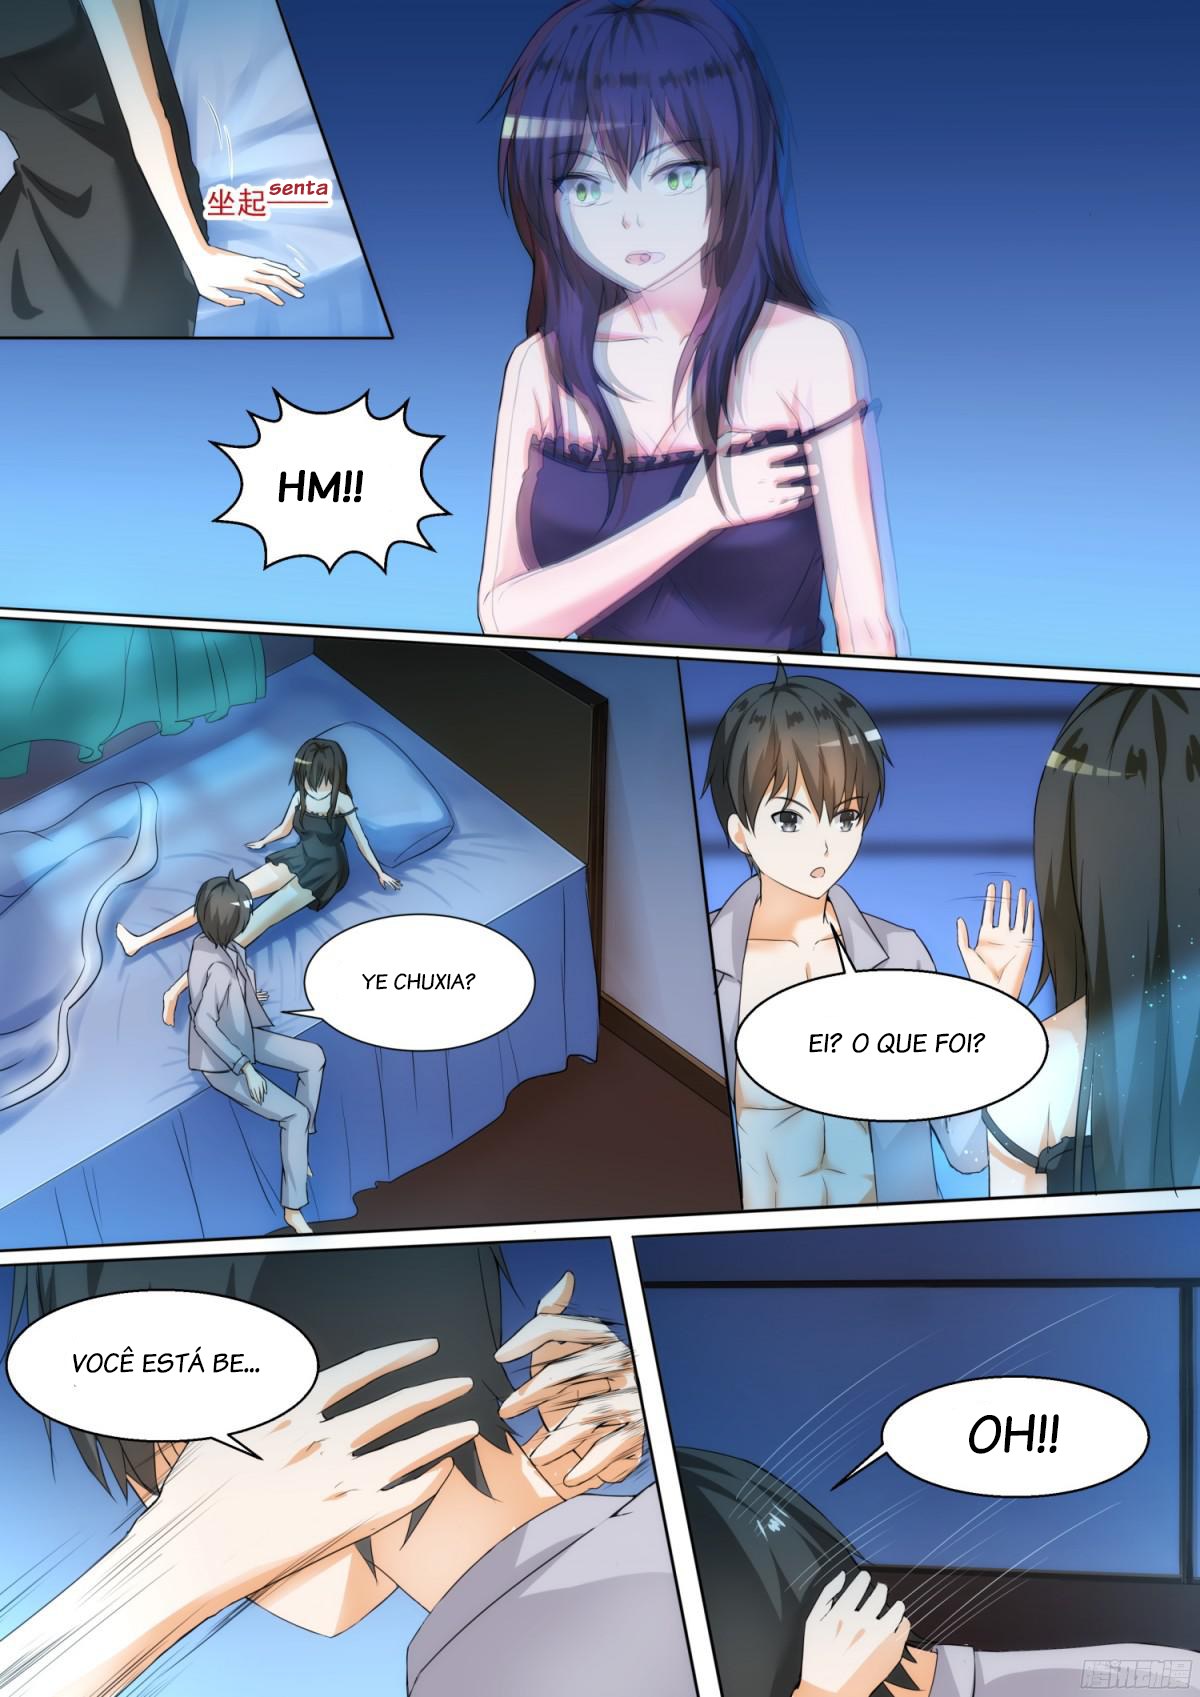 坐起 senta
HM!!
YE CHUXIA?
EI? O QUE FOI?
VOCÊ ESTÁ BE...
OH!!
腾讯动漫